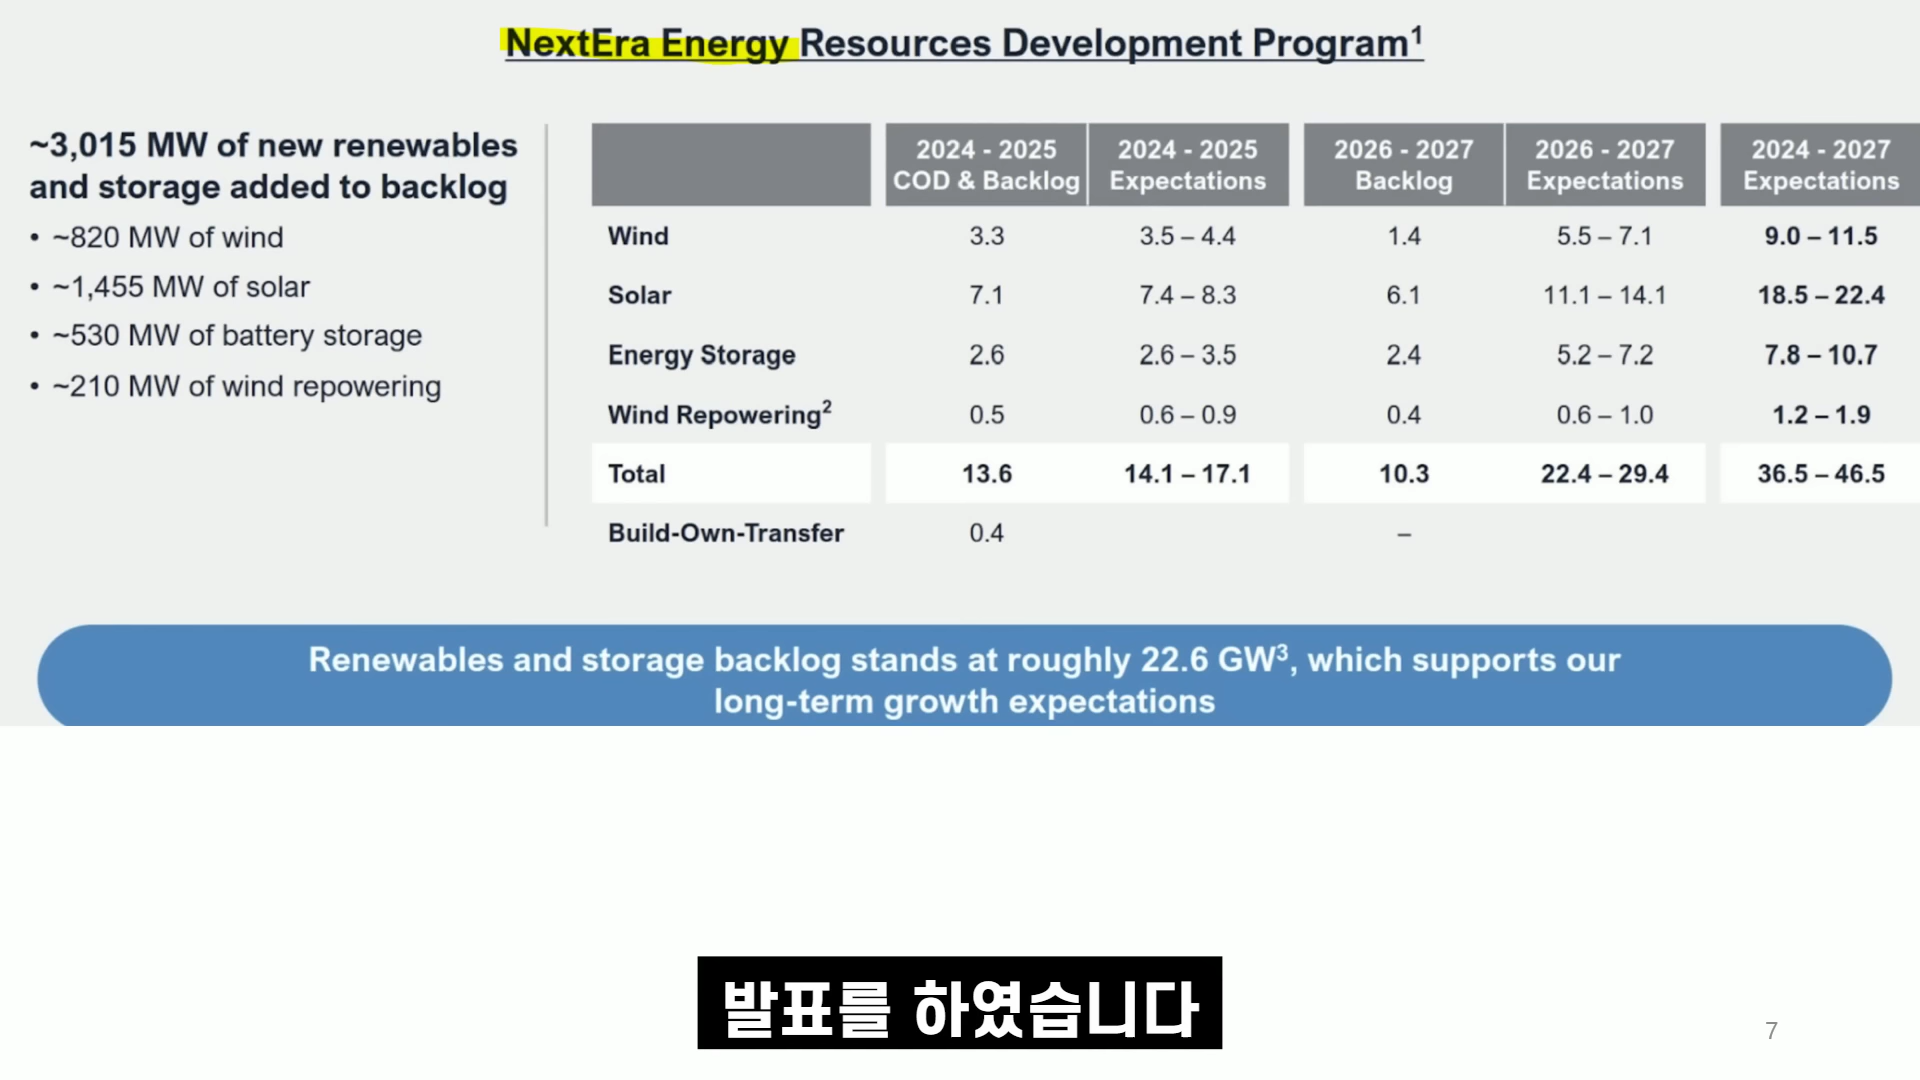 NextEra Energy Resources Development Program¹
~3,015 MW of new renewables
and storage added to backlog
• ~820 MW of wind
• ~1,455 MW of solar
• ~530 MW of battery storage
• ~210 MW of wind repowering
2024 - 2025 COD & Backlog 2024 - 2025 Expectations 2026 - 2027 Backlog 2026 - 2027 Expectations 2024 - 2027 Expectations
Wind 3.3 3.5 – 4.4 1.4 5.5 – 7.1 9.0 – 11.5
Solar 7.1 7.4 – 8.3 6.1 11.1 – 14.1 18.5 – 22.4
Energy Storage 2.6 2.6 – 3.5 2.4 5.2 – 7.2 7.8 – 10.7
Wind Repowering² 0.5 0.6 – 0.9 0.4 0.6 – 1.0 1.2 – 1.9
Total 13.6 14.1 – 17.1 10.3 22.4 – 29.4 36.5 – 46.5
Build-Own-Transfer 0.4 –
Renewables and storage backlog stands at roughly 22.6 GW³, which supports our
long-term growth expectations
발표를 하였습니다
7